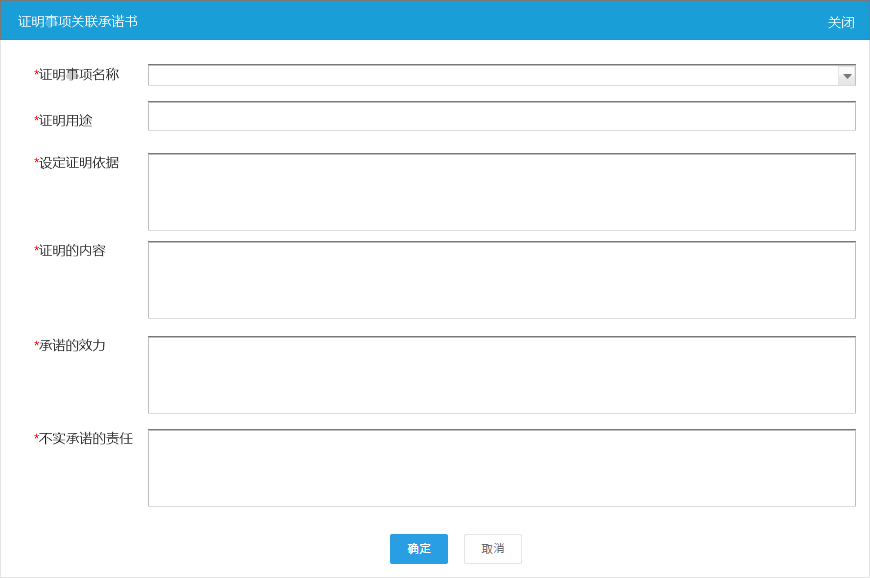 证明事项关联承诺书
关闭
*证明事项名称
*证明用途
*设定证明依据
*证明的内容
*承诺的效力
*不实承诺的责任
确定
取消